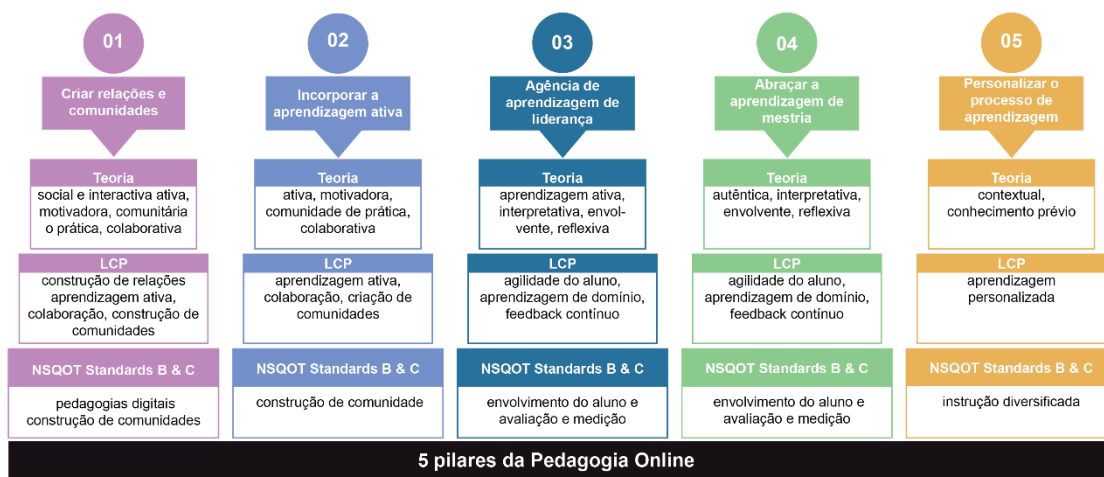 01
Criar relações e
comunidades
Teoria
social e interactiva ativa,
motivadora, comunitária
o prática, colaborativa
LCP
construção de relações
aprendizagem ativa,
colaboração, construção de
comunidades
NSQOT Standards B & C
pedagogias digitais
construção de comunidades
02
Incorporar a
aprendizagem ativa
Teoria
ativa, motivadora,
comunidade de prática,
colaborativa
LCP
aprendizagem ativa,
colaboração, criação de
comunidades
NSQOT Standards B & C
construção de comunidade
03
Agência de
aprendizagem de
liderança
Teoria
aprendizagem ativa,
interpretativa, envol-
vente, reflexiva
LCP
agilidade do aluno,
aprendizagem de domínio,
feedback contínuo
NSQOT Standards B & C
envolvimento do aluno e
avaliação e medição
04
Abraçar a
aprendizagem de
mestria
Teoria
autêntica, interpretativa,
envolvente, reflexiva
LCP
agilidade do aluno,
aprendizagem de domínio,
feedback contínuo
NSQOT Standards B & C
envolvimento do aluno e
avaliação e medição
05
Personalizar o
processo de
aprendizagem
Teoria
contextual,
conhecimento prévio
LCP
aprendizagem
personalizada
NSQOT Standards B & C
instrução diversificada
5 pilares da Pedagogia Online